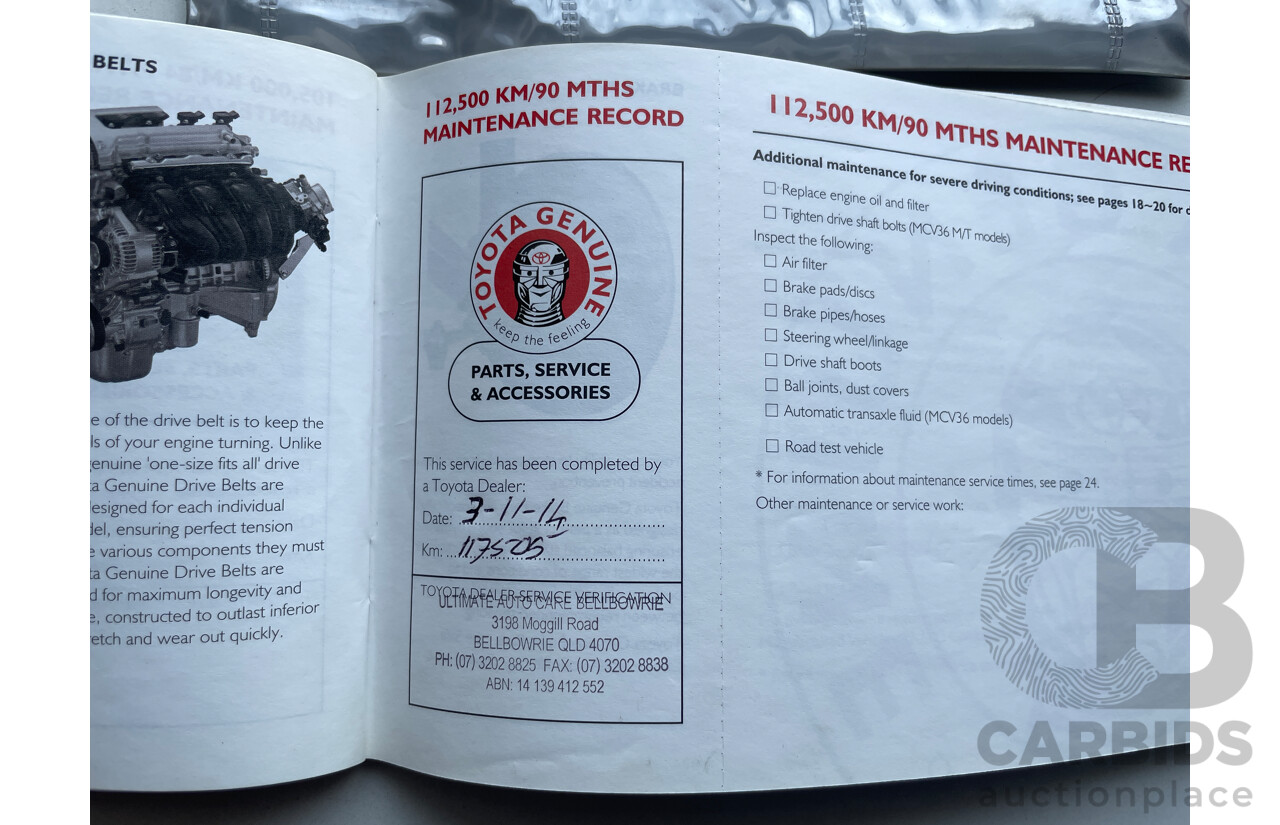 BELTS
e of the drive belt is to keep the
ls of your engine turning. Unlike
genuine 'one-size fits all' drive
ta Genuine Drive Belts are
esigned for each individual
del, ensuring perfect tension
e various components they must
ta Genuine Drive Belts are
d for maximum longevity and
e, constructed to outlast inferior
retch and wear out quickly.
112,500 KM/90 MTHS
MAINTENANCE RECORD
TOYOTA GENUINE
keep the feeling
PARTS, SERVICE
& ACCESSORIES
This service has been completed by
a Toyota Dealer:
Date: 3-11-14
Km: 117505
TOYOTA DEALER SERVICE VERIFICATION
ULTIMATE AUTO CARE BELLBOWRIE
3198 Moggill Road
BELLBOWRIE QLD 4070
PH: (07) 3202 8825 FAX: (07) 3202 8838
ABN: 14 139 412 552
112,500 KM/90 MTHS MAINTENANCE RE
Additional maintenance for severe driving conditions; see pages 18~20 for d
Replace engine oil and filter
Tighten drive shaft bolts (MCV36 M/T models)
Inspect the following:
Air filter
Brake pads/discs
Brake pipes/hoses
Steering wheel/linkage
Drive shaft boots
Ball joints, dust covers
Automatic transaxle fluid (MCV36 models)
Road test vehicle
* For information about maintenance service times, see page 24.
Other maintenance or service work:
CB
CARBIDS
auctionplace